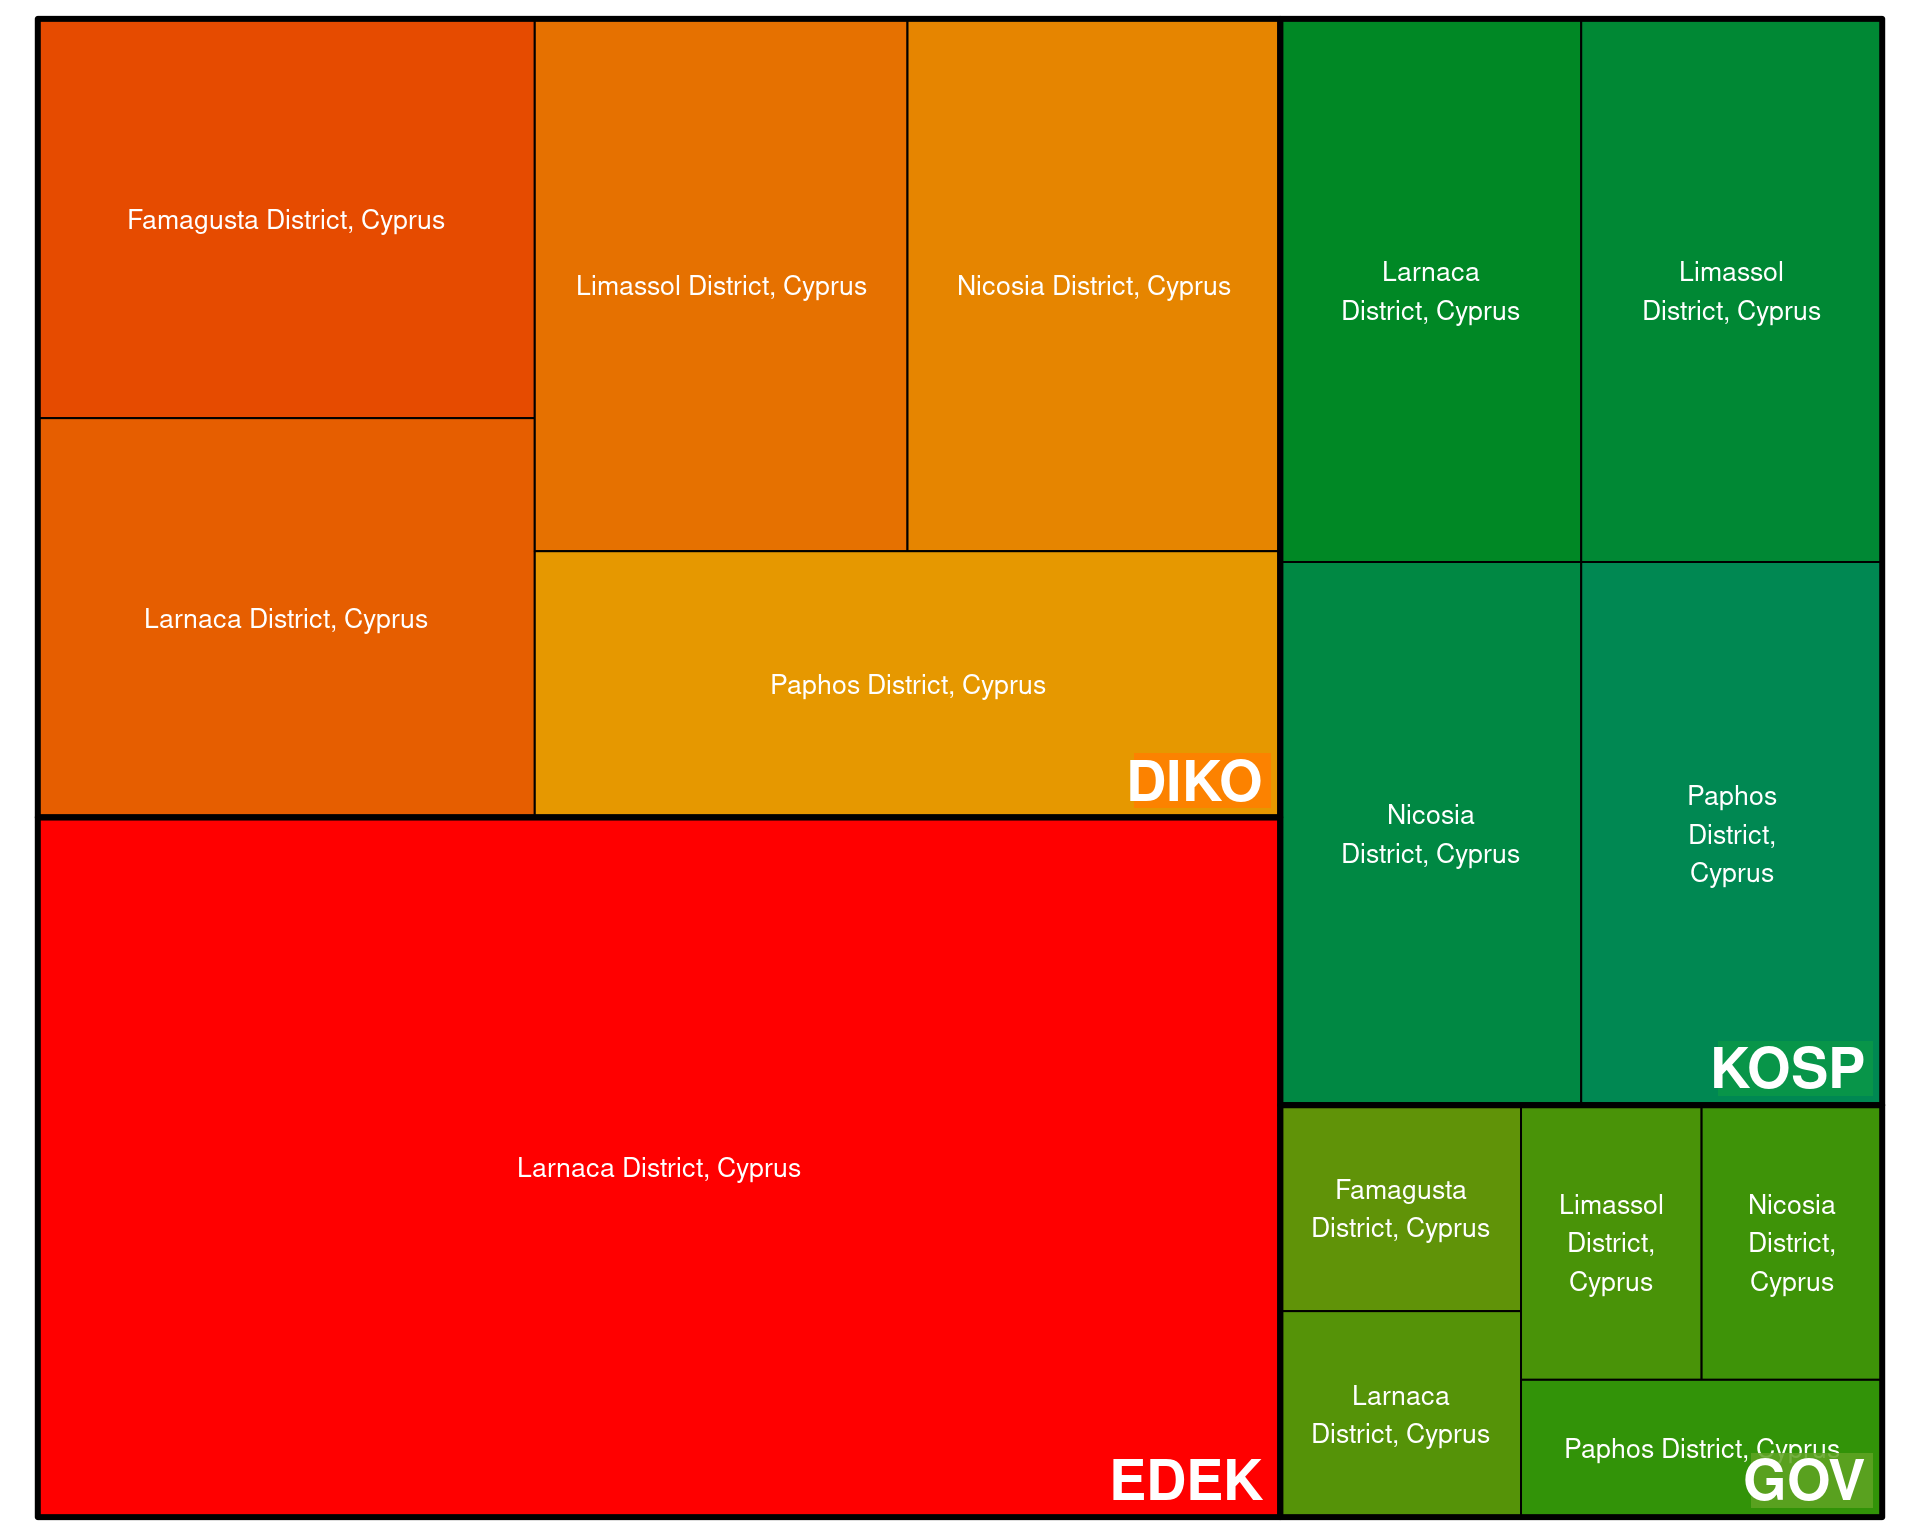 Famagusta District, Cyprus
Limassol District, Cyprus
Nicosia District, Cyprus
Larnaca District, Cyprus
Paphos District, Cyprus
DIKO
Larnaca District, Cyprus
EDEK
Larnaca
District, Cyprus
Limassol
District, Cyprus
Nicosia
District, Cyprus
Paphos
District,
Cyprus
KOSP
Famagusta
District, Cyprus
Limassol
District,
Cyprus
Nicosia
District,
Cyprus
Larnaca
District, Cyprus
Paphos District, Cyprus
GOV